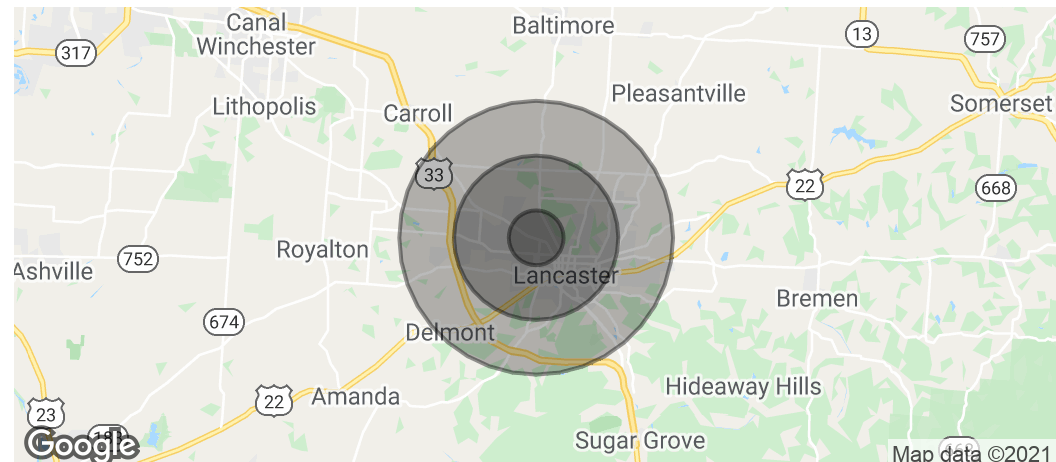 Canal
Winchester
Baltimore
317
13
757
Lithopolis
Carroll
Pleasantville
Somerset
33
22
668
752
Ashville
Royalton
Lancaster
Bremen
674
Delmont
22
Amanda
Hideaway Hills
23
Google
Sugar Grove
Map data ©2021